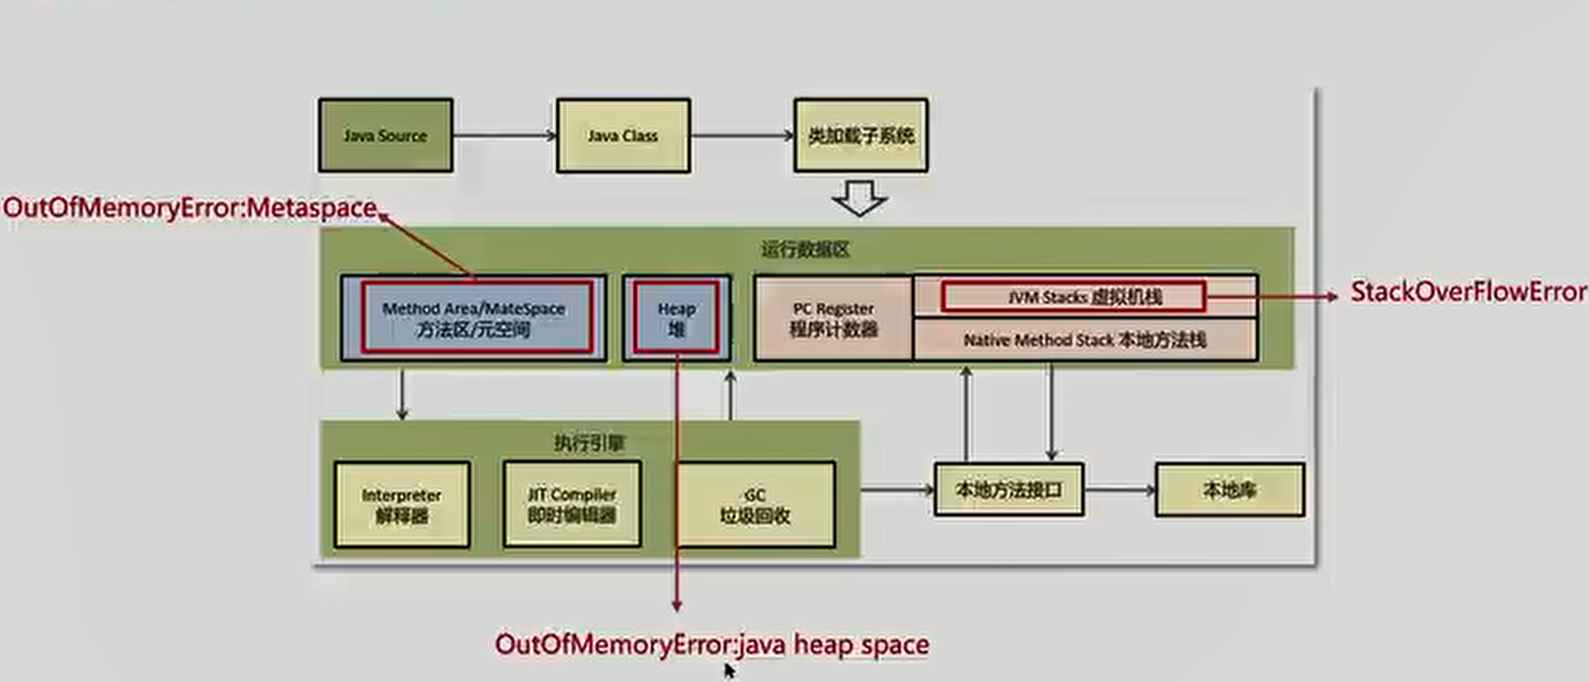 Java Source
Java Class
类加载子系统
OutOfMemoryError:Metaspace
运行数据区
Method Area/MateSpace
方法区/元空间
Heap
堆
PC Register
程序计数器
JVM Stacks 虚拟机栈
StackOverFlowError
Native Method Stack 本地方法栈
执行引擎
Interpreter
解释器
JIT Compiler
即时编辑器
GC
垃圾回收
本地方法接口
本地库
OutOfMemoryError:java heap space